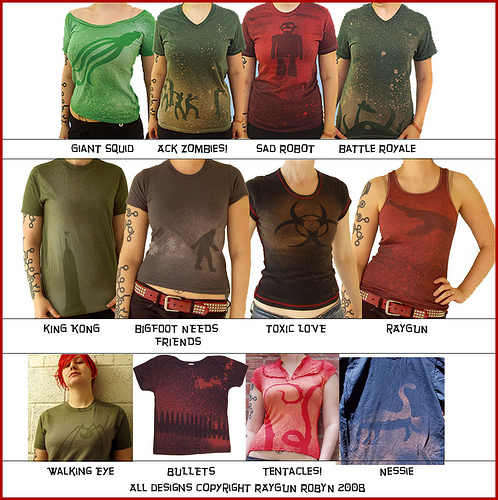 GIANT SQUID ACK ZOMBIES! SAD ROBOT BATTLE ROYALE
KING KONG BIGFOOT NEEDS TOXIC LOVE RAYGUN
FRIENDS
WALKING EYE BULLETS TENTACLES! NESSIE
ALL DESIGNS COPYRIGHT RAYGUN ROBYN 2008